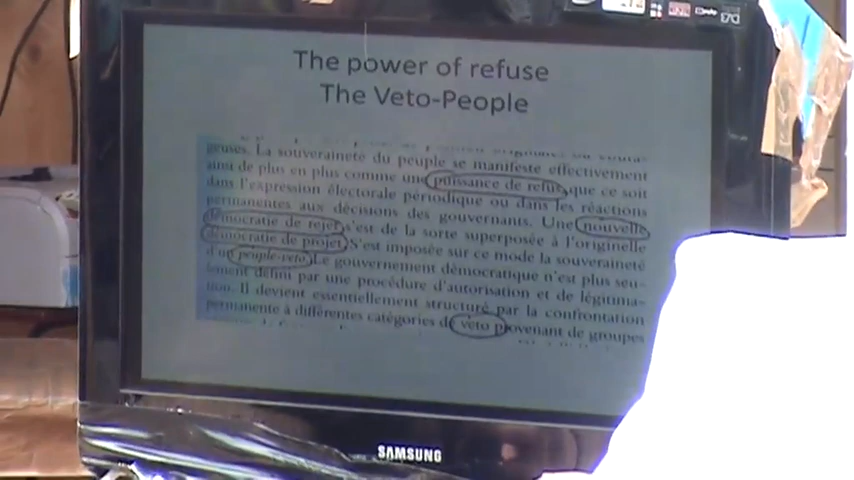 The power of refuse
The Veto-People
geuses. La souveraineté du peuple se manifeste effectivement
ainsi de plus en plus comme une puissance de refus, que ce soit
dans l'expression électorale périodique ou dans les réactions
permanentes aux décisions des gouvernants. Une nouvelle
démocratie de rejet s'est de la sorte superposée à l'originelle
démocratie de projet. S'est imposée sur ce mode la souveraineté
d'un peuple-veto. Le gouvernement démocratique n'est plus seu-
lement défini par une procédure d'autorisation et de légitima-
tion. Il devient essentiellement structuré par la confrontation
permanente à différentes catégories de veto provenant de groupes
SAMSUNG